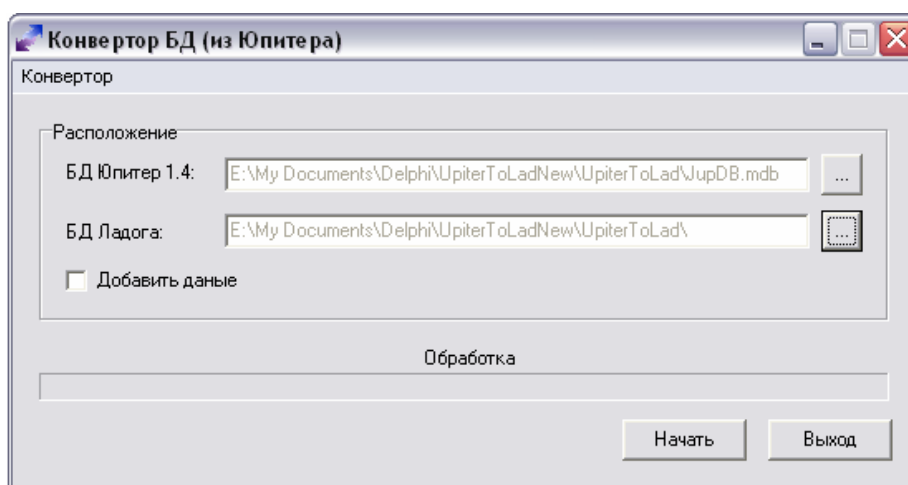 Конвертор БД (из Юпитера)
Конвертор
Расположение
БД Юпитер 1.4: E:\My Documents\Delphi\UpiterToLadNew\UpiterToLad\JupDB.mdb ...
БД Ладога: E:\My Documents\Delphi\UpiterToLadNew\UpiterToLad\ ...
Добавить даные
Обработка
Начать Выход